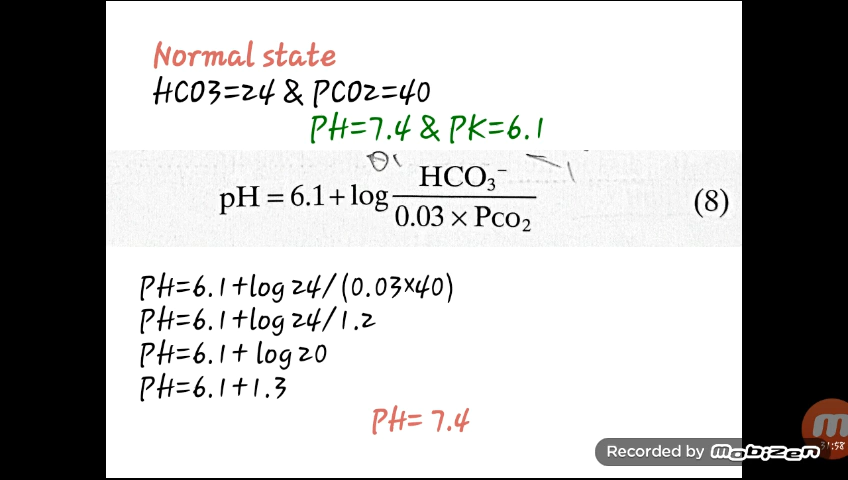 Normal state
HCO3=24 & PCO2=40
PH=7.4 & PK=6.1
pH = 6.1 + log HCO₃⁻ / 0.03 × Pco₂ (8)
PH=6.1+log 24/(0.03×40)
PH=6.1+log 24/1.2
PH=6.1+ log 20
PH=6.1+1.3
PH= 7.4
Recorded by mobizen